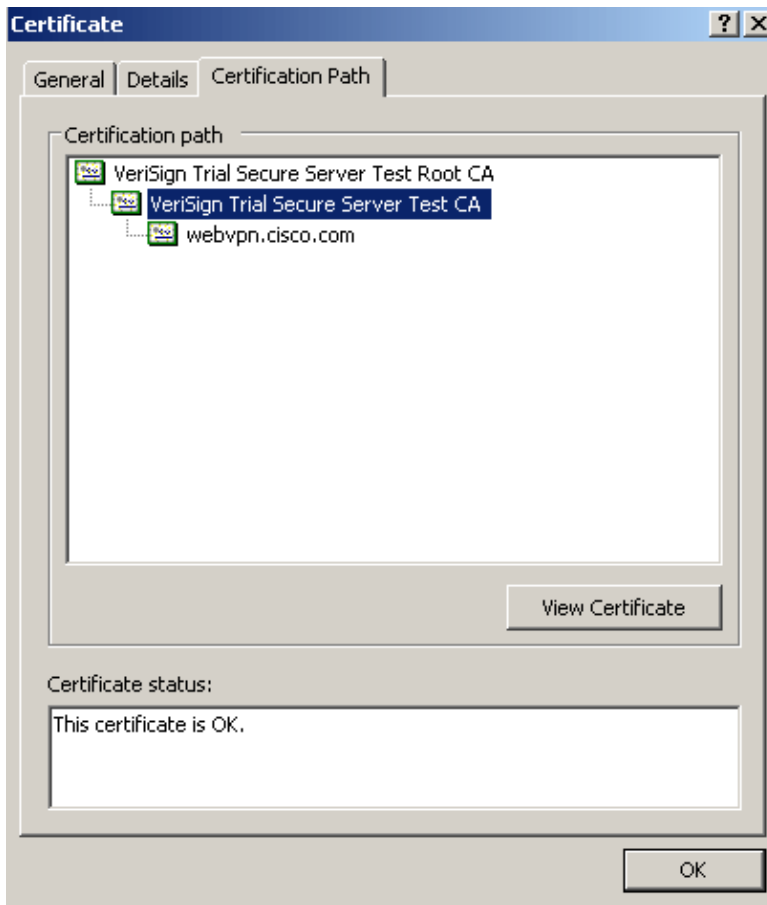 Certificate
General Details Certification Path
Certification path
VeriSign Trial Secure Server Test Root CA
VeriSign Trial Secure Server Test CA
webvpn.cisco.com
View Certificate
Certificate status:
This certificate is OK.
OK